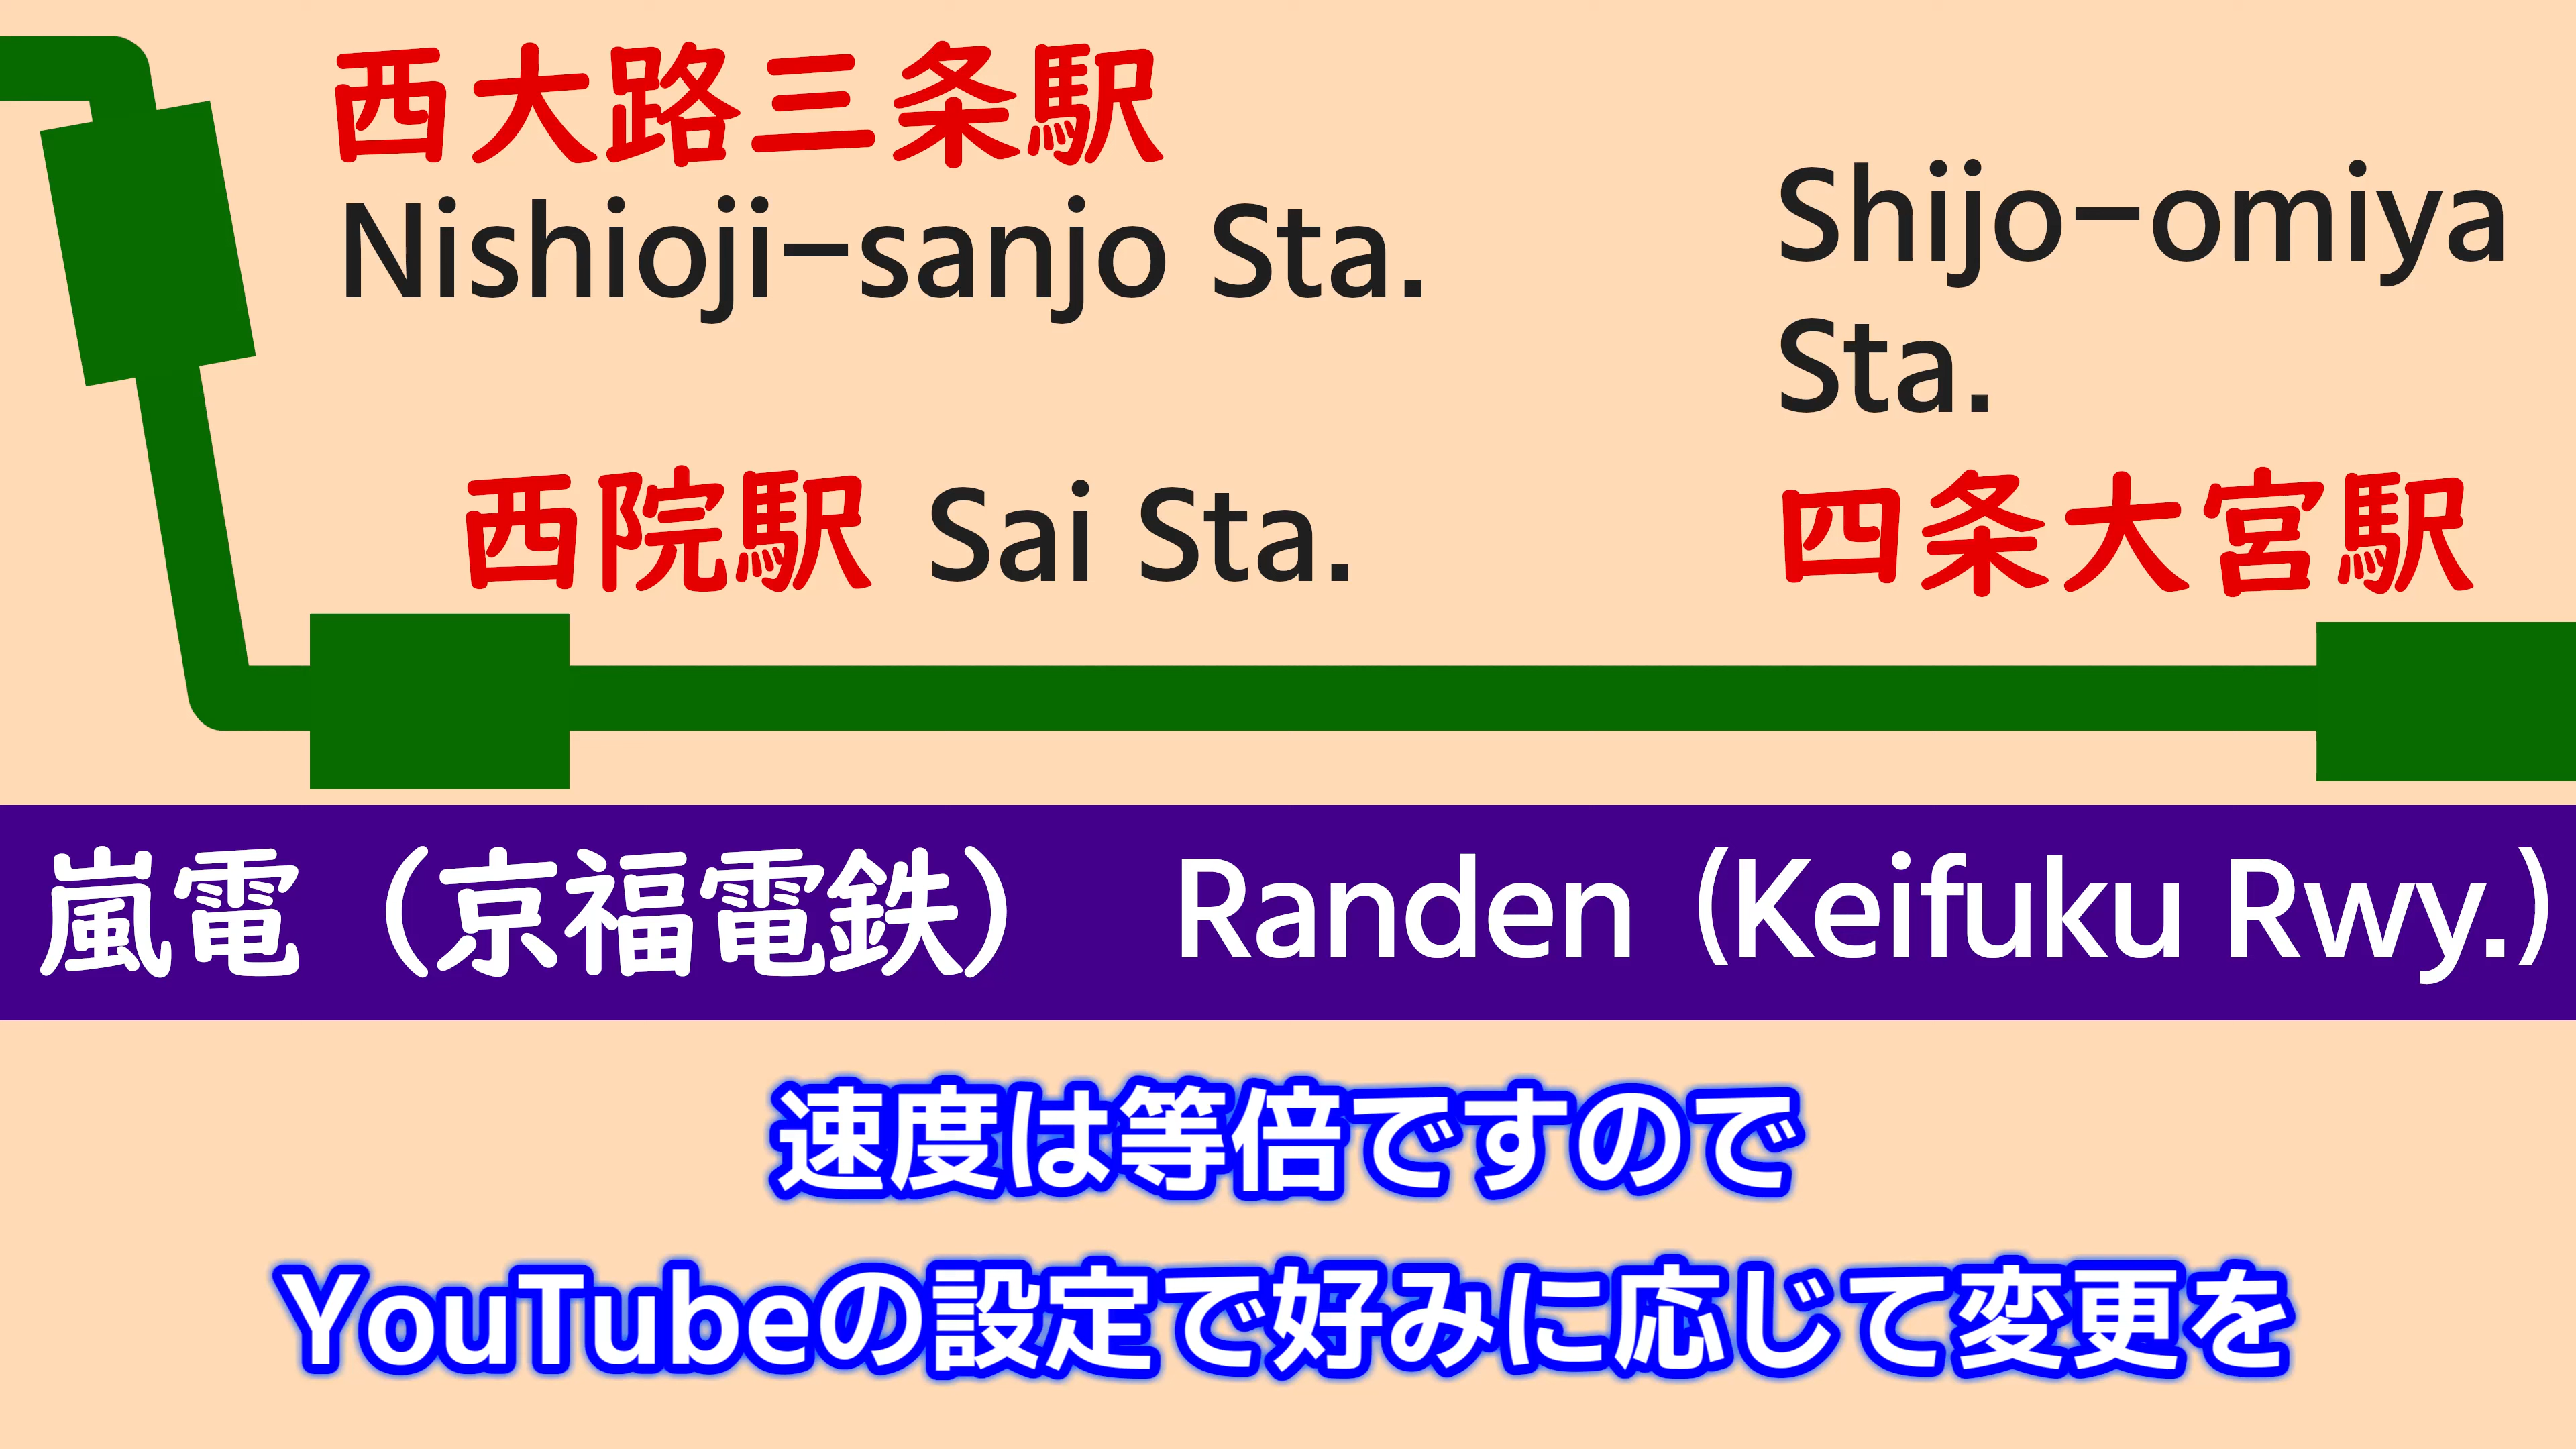 西大路三条駅
Nishioji-sanjo Sta.
Shijo-omiya
Sta.
西院駅 Sai Sta.
四条大宮駅
嵐電（京福電鉄） Randen (Keifuku Rwy.)
速度は等倍ですので
YouTubeの設定で好みに応じて変更を